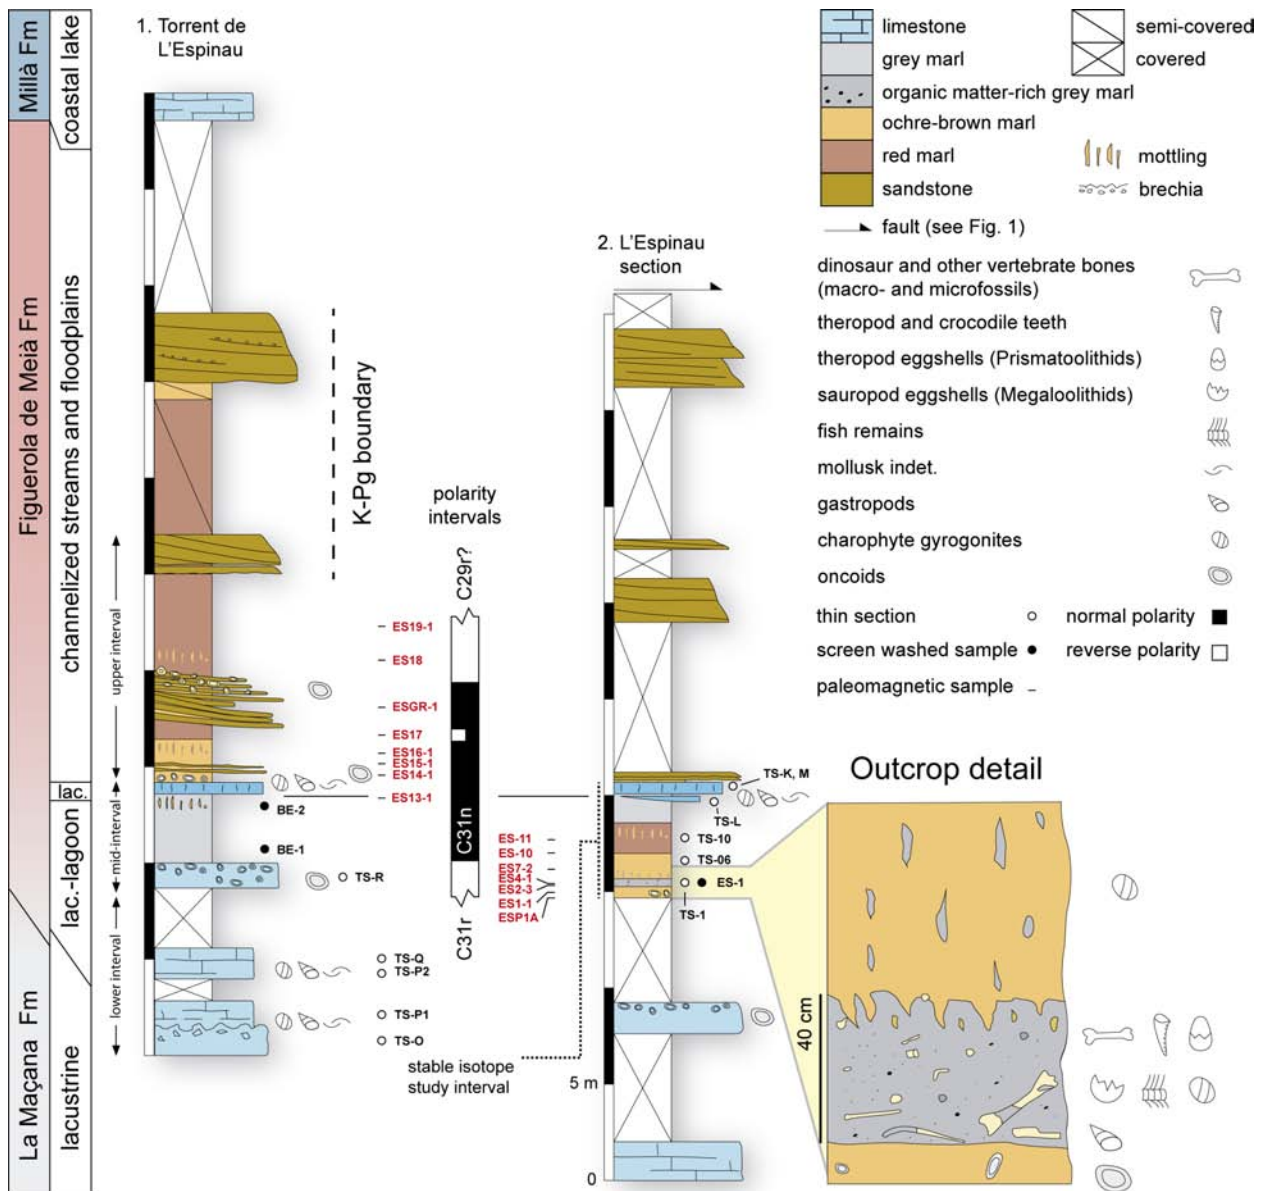 Millà Fm
coastal lake
Figuerola de Meià Fm
channelized streams and floodplains
lac.
lac.-lagoon
La Maçana Fm
lacustrine
1. Torrent de
L'Espinau
upper interval
mid-interval
lower interval
K-Pg boundary
polarity
intervals
C29r?
C31n
C31r
ES19-1
ES18
ESGR-1
ES17
ES16-1
ES15-1
ES14-1
ES13-1
BE-2
BE-1
TS-R
TS-Q
TS-P2
TS-P1
TS-O
ES-11
ES-10
ES7-2
ES4-1
ES2-3
ES1-1
ESP1A
stable isotope
study interval
2. L'Espinau
section
TS-K, M
TS-L
TS-10
TS-06
ES-1
TS-1
5 m
0
limestone
grey marl
organic matter-rich grey marl
ochre-brown marl
red marl
sandstone
semi-covered
covered
mottling
brechia
fault (see Fig. 1)
dinosaur and other vertebrate bones
(macro- and microfossils)
theropod and crocodile teeth
theropod eggshells (Prismatoolithids)
sauropod eggshells (Megaloolithids)
fish remains
mollusk indet.
gastropods
charophyte gyrogonites
oncoids
thin section
normal polarity
screen washed sample
reverse polarity
paleomagnetic sample
Outcrop detail
40 cm